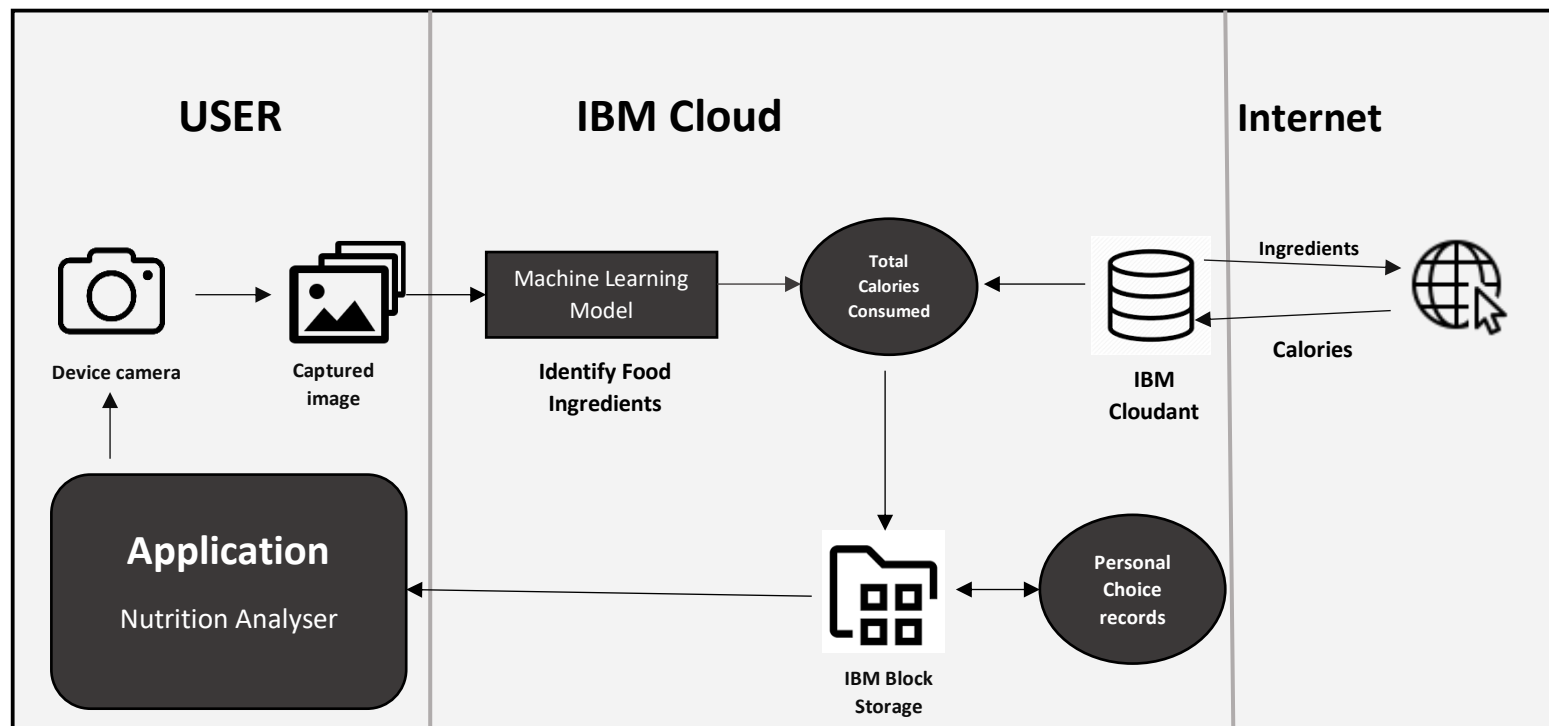 USER
IBM Cloud
Internet
Device camera
Captured
image
Machine Learning
Model
Identify Food
Ingredients
Total
Calories
Consumed
IBM
Cloudant
Ingredients
Calories
Application
Nutrition Analyser
IBM Block
Storage
Personal
Choice
records